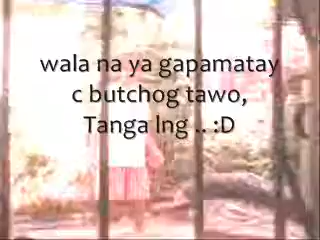 wala na ya gapamatay
c butchog tawo,
Tanga lng .. :D